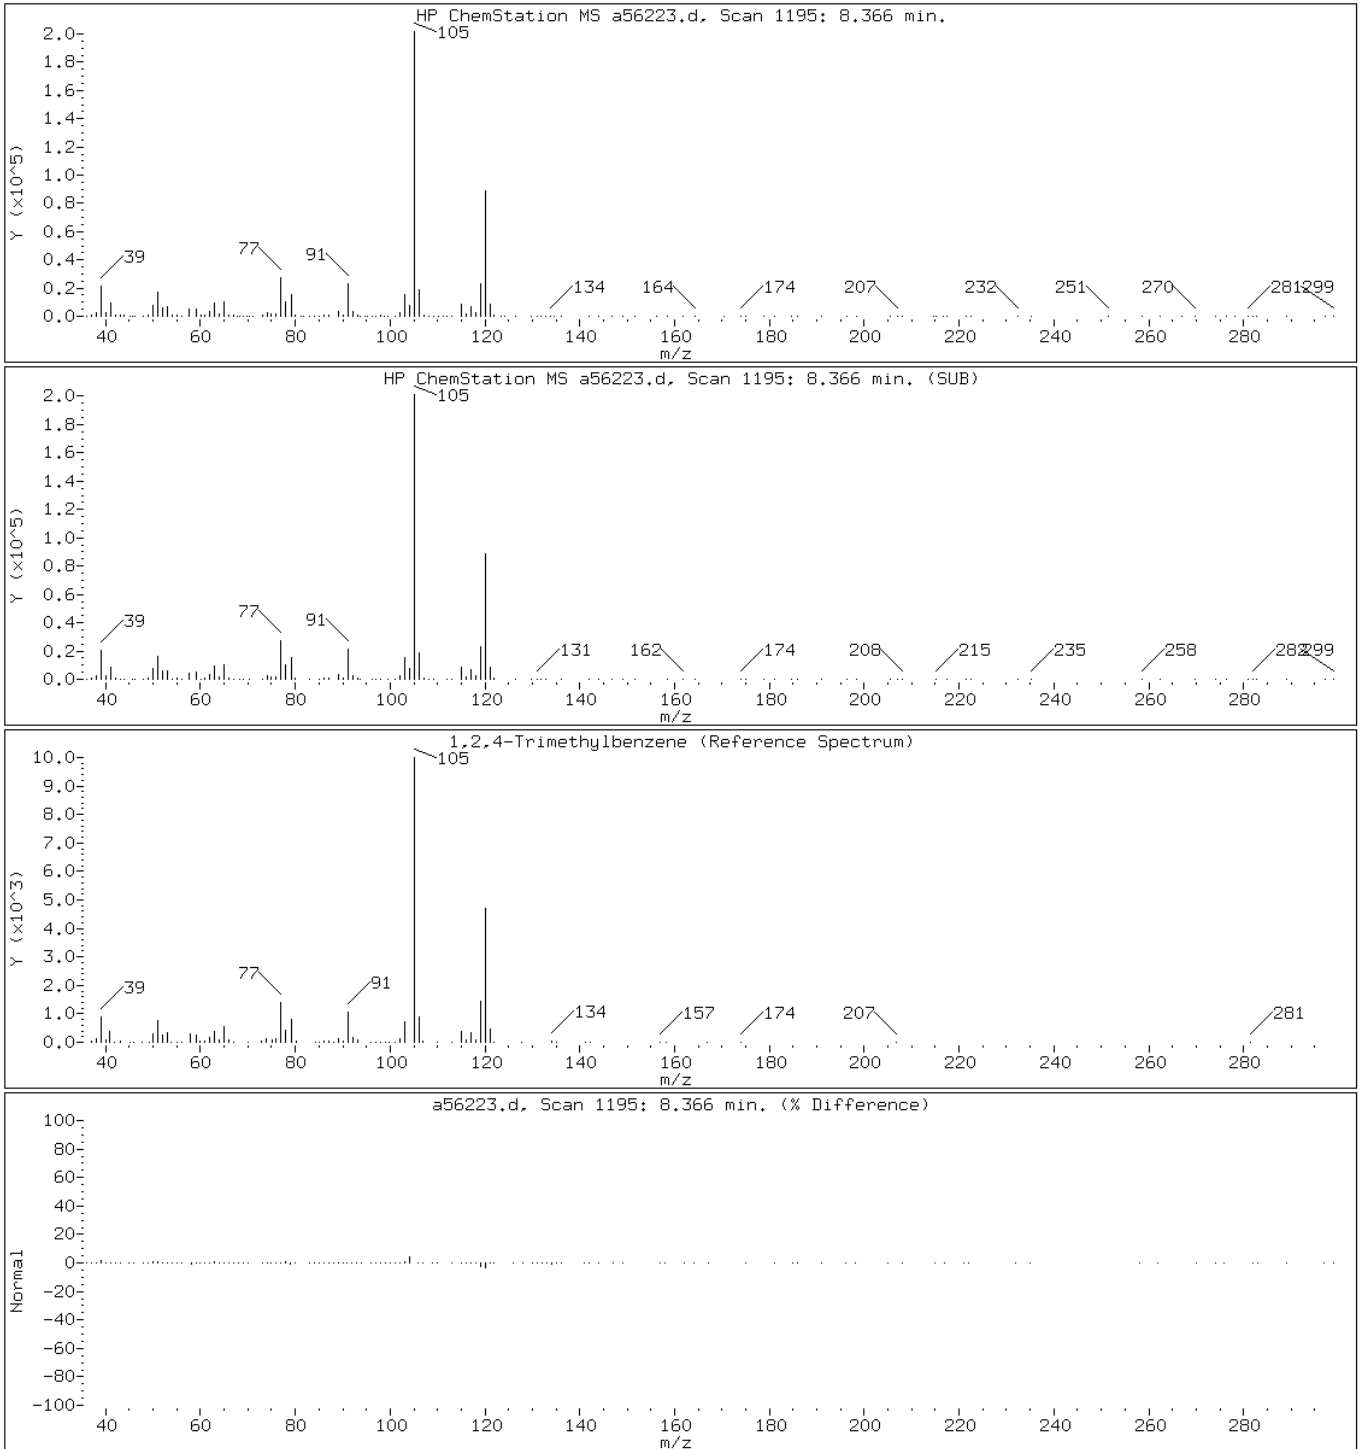 HP ChemStation MS a56223.d, Scan 1195: 8.366 min.
105
2.0
1.8
1.6
1.4
1.2
1.0
0.8
0.6
0.4
0.2
0.0
Y (x10^5)
39 77 91 134 164 174 207 232 251 270 281 299
40 60 80 100 120 140 160 180 200 220 240 260 280
m/z
HP ChemStation MS a56223.d, Scan 1195: 8.366 min. (SUB)
105
2.0
1.8
1.6
1.4
1.2
1.0
0.8
0.6
0.4
0.2
0.0
Y (x10^5)
39 77 91 131 162 174 208 215 235 258 299
40 60 80 100 120 140 160 180 200 220 240 260 280
m/z
1,2,4-Trimethylbenzene (Reference Spectrum)
105
10.0
9.0
8.0
7.0
6.0
5.0
4.0
3.0
2.0
1.0
0.0
Y (x10^3)
39 77 91 134 157 174 207 281
40 60 80 100 120 140 160 180 200 220 240 260 280
m/z
a56223.d, Scan 1195: 8.366 min. (% Difference)
100
80
60
40
20
0
-20
-40
-60
-80
-100
Normal
40 60 80 100 120 140 160 180 200 220 240 260 280
m/z